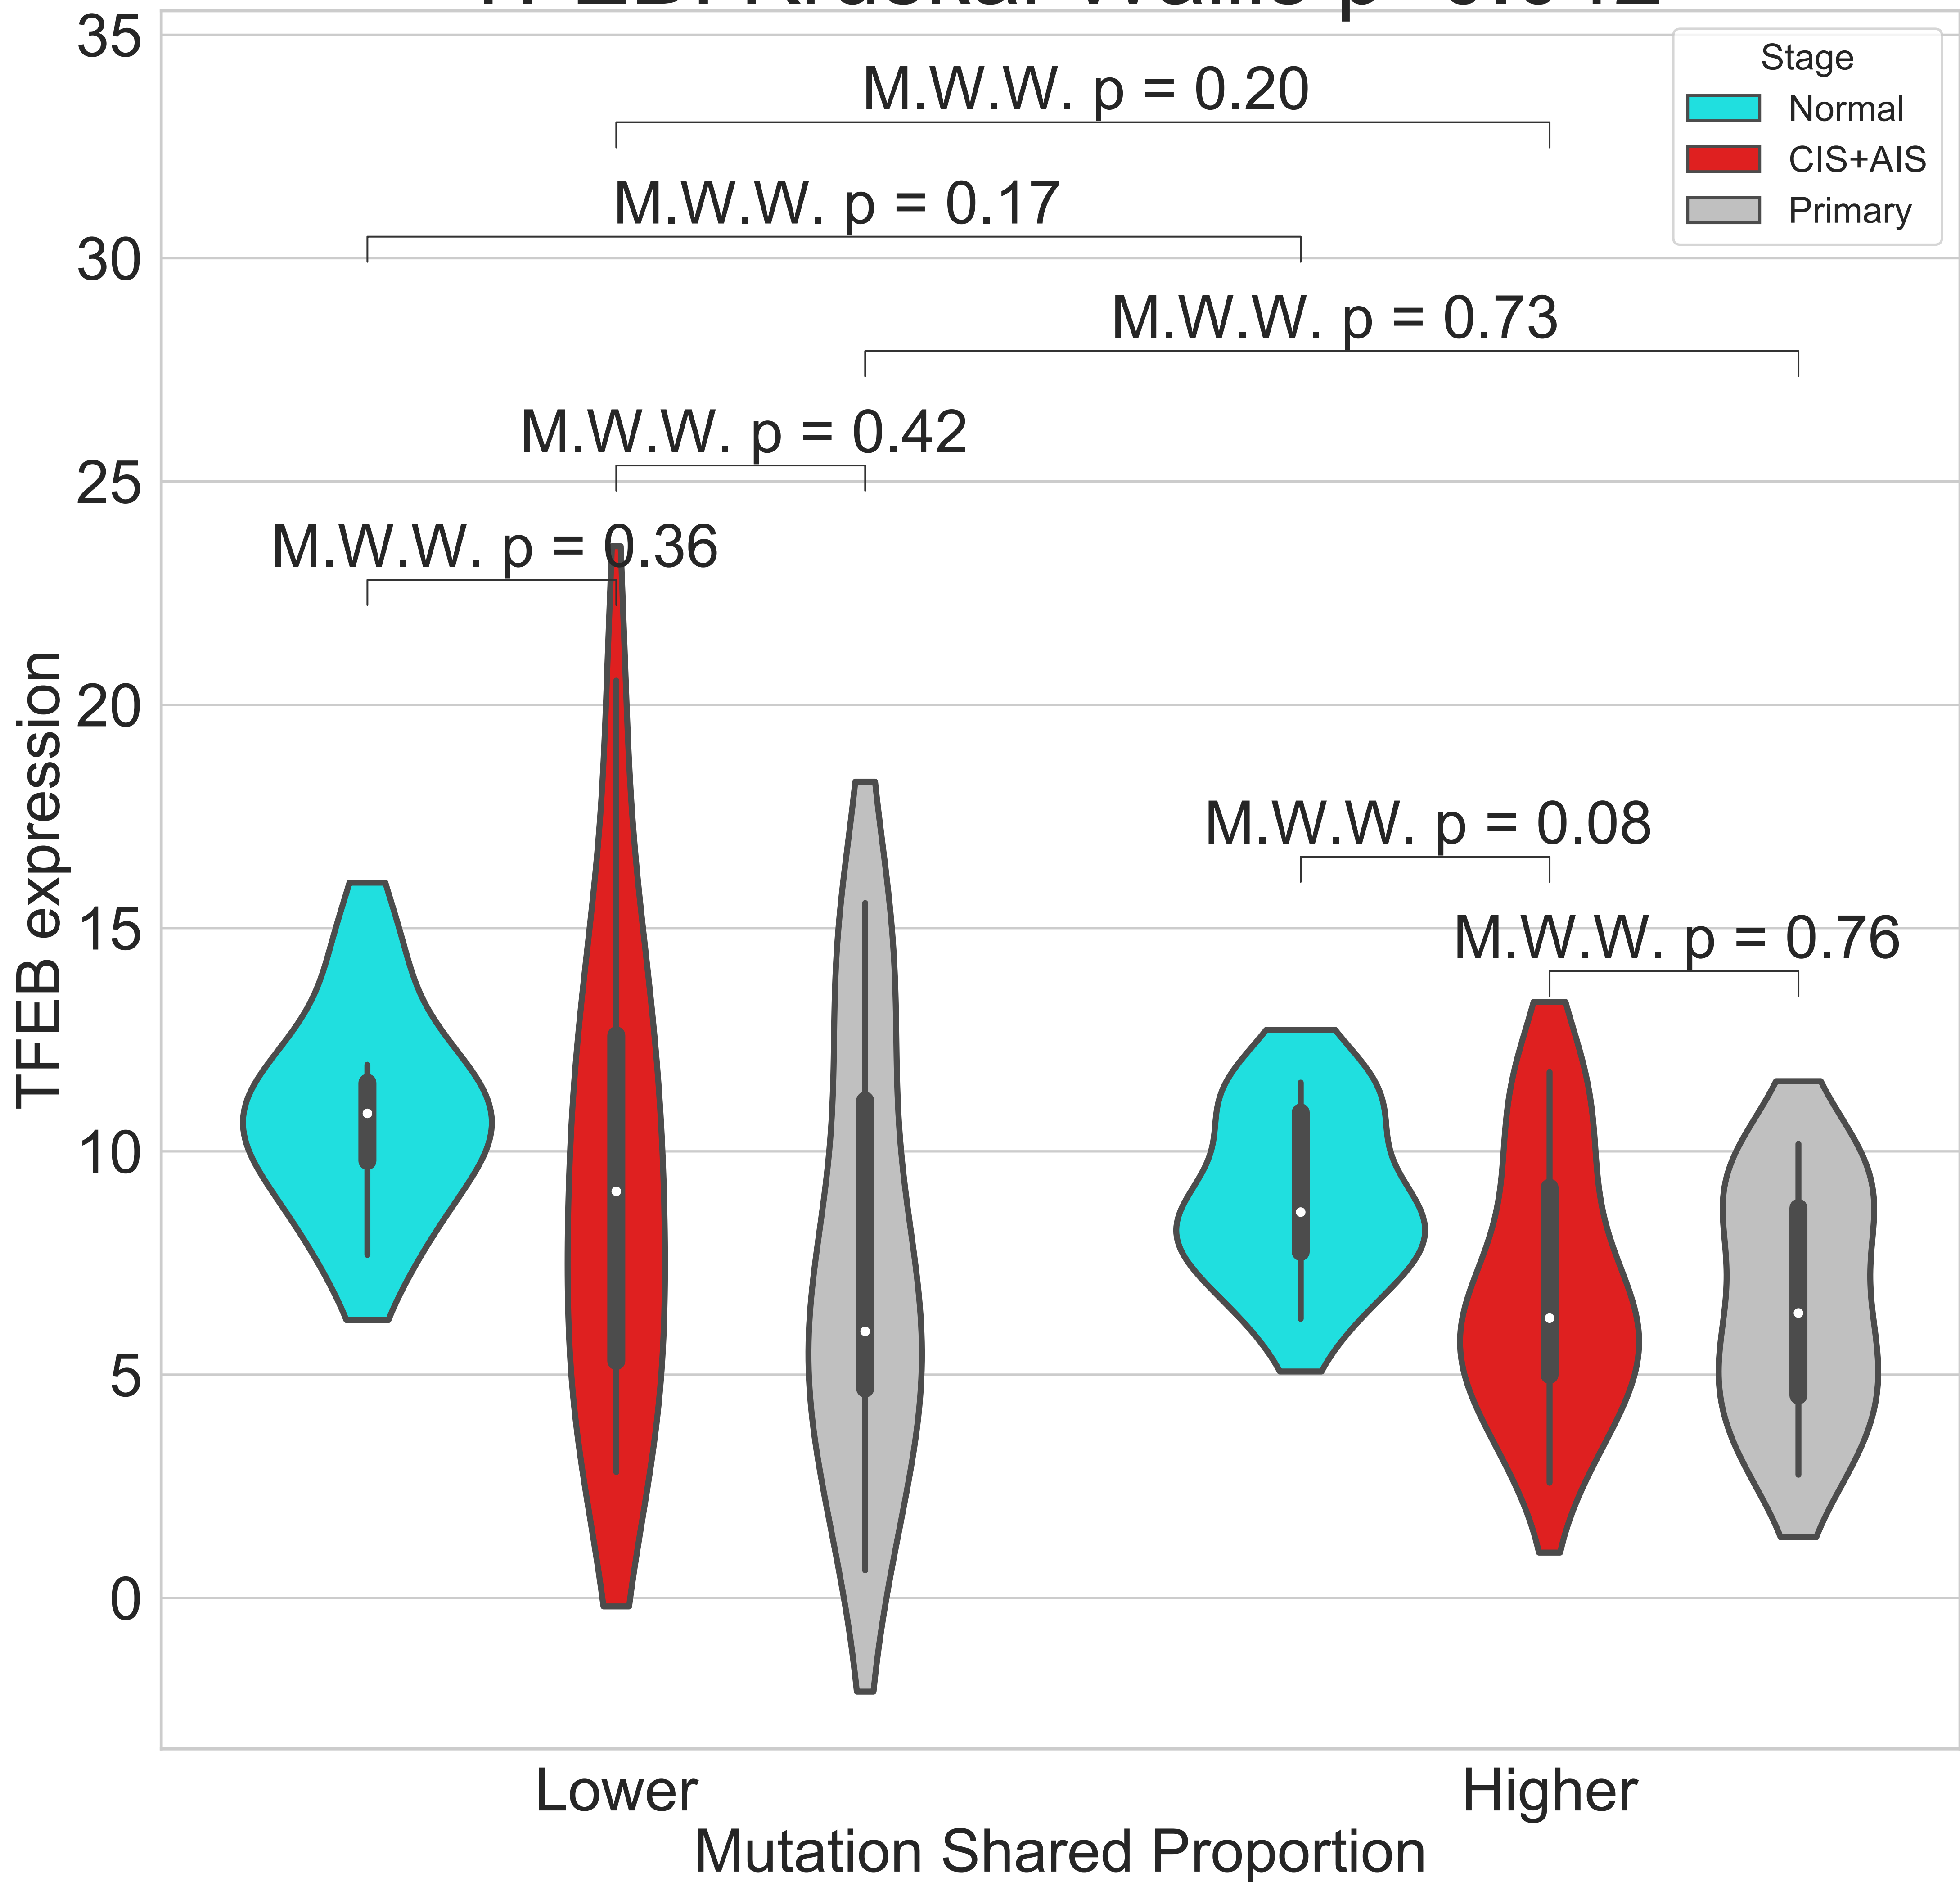 35
30
25
20
15
10
5
0
TFEB expression
M.W.W. p = 0.20
M.W.W. p = 0.17
M.W.W. p = 0.73
M.W.W. p = 0.42
M.W.W. p = 0.36
M.W.W. p = 0.08
M.W.W. p = 0.76
Stage
Normal
CIS+AIS
Primary
Lower
Higher
Mutation Shared Proportion